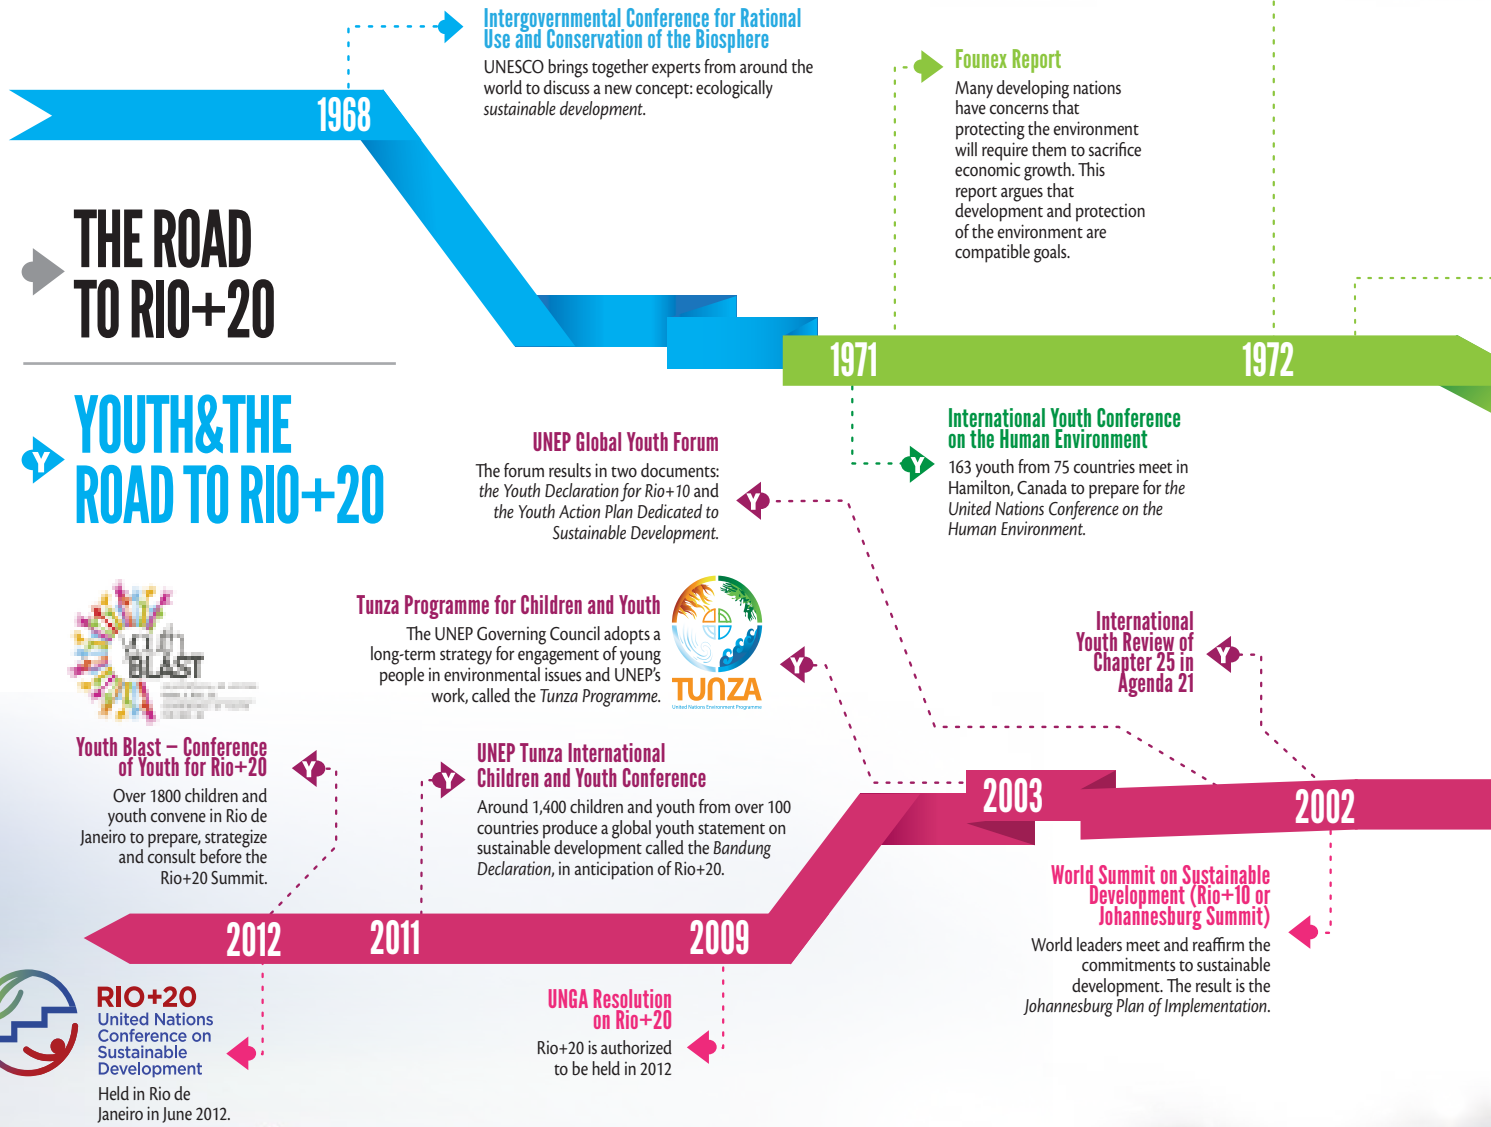 Intergovernmental Conference for Rational
Use and Conservation of the Biosphere
UNESCO brings together experts from around the
world to discuss a new concept: ecologically
sustainable development.
1968
Founex Report
Many developing nations
have concerns that
protecting the environment
will require them to sacrifice
economic growth. This
report argues that
development and protection
of the environment are
compatible goals.
THE ROAD
TO RIO+20
YOUTH&THE
ROAD TO RIO+20
Y
1971
1972
International Youth Conference
on the Human Environment
Y
163 youth from 75 countries meet in
Hamilton, Canada to prepare for the
United Nations Conference on the
Human Environment.
UNEP Global Youth Forum
The forum results in two documents:
the Youth Declaration for Rio+10 and
the Youth Action Plan Dedicated to
Sustainable Development.
Y
Tunza Programme for Children and Youth
The UNEP Governing Council adopts a
long-term strategy for engagement of young
people in environmental issues and UNEP's
work, called the Tunza Programme.
TUNZA
United Nations Environment Programme
Y
International
Youth Review of
Chapter 25 in
Agenda 21
Y
youth
BLAST
Youth Blast – Conference
of Youth for Rio+20
Y
Over 1800 children and
youth convene in Rio de
Janeiro to prepare, strategize
and consult before the
Rio+20 Summit.
UNEP Tunza International
Children and Youth Conference
Y
Around 1,400 children and youth from over 100
countries produce a global youth statement on
sustainable development called the Bandung
Declaration, in anticipation of Rio+20.
2003
2002
World Summit on Sustainable
Development (Rio+10 or
Johannesburg Summit)
World leaders meet and reaffirm the
commitments to sustainable
development. The result is the
Johannesburg Plan of Implementation.
2012
2011
2009
RIO+20
United Nations
Conference on
Sustainable
Development
Held in Rio de
Janeiro in June 2012.
UNGA Resolution
on Rio+20
Rio+20 is authorized
to be held in 2012